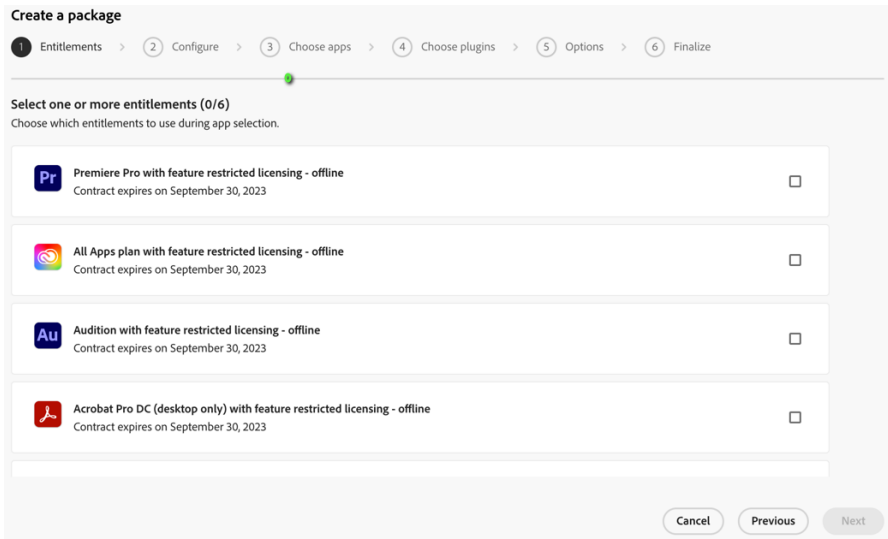 Create a package
1 Entitlements > 2 Configure > 3 Choose apps > 4 Choose plugins > 5 Options > 6 Finalize
Select one or more entitlements (0/6)
Choose which entitlements to use during app selection.
Pr Premiere Pro with feature restricted licensing - offline
Contract expires on September 30, 2023
All Apps plan with feature restricted licensing - offline
Contract expires on September 30, 2023
Au Audition with feature restricted licensing - offline
Contract expires on September 30, 2023
Acrobat Pro DC (desktop only) with feature restricted licensing - offline
Contract expires on September 30, 2023
Cancel Previous Next